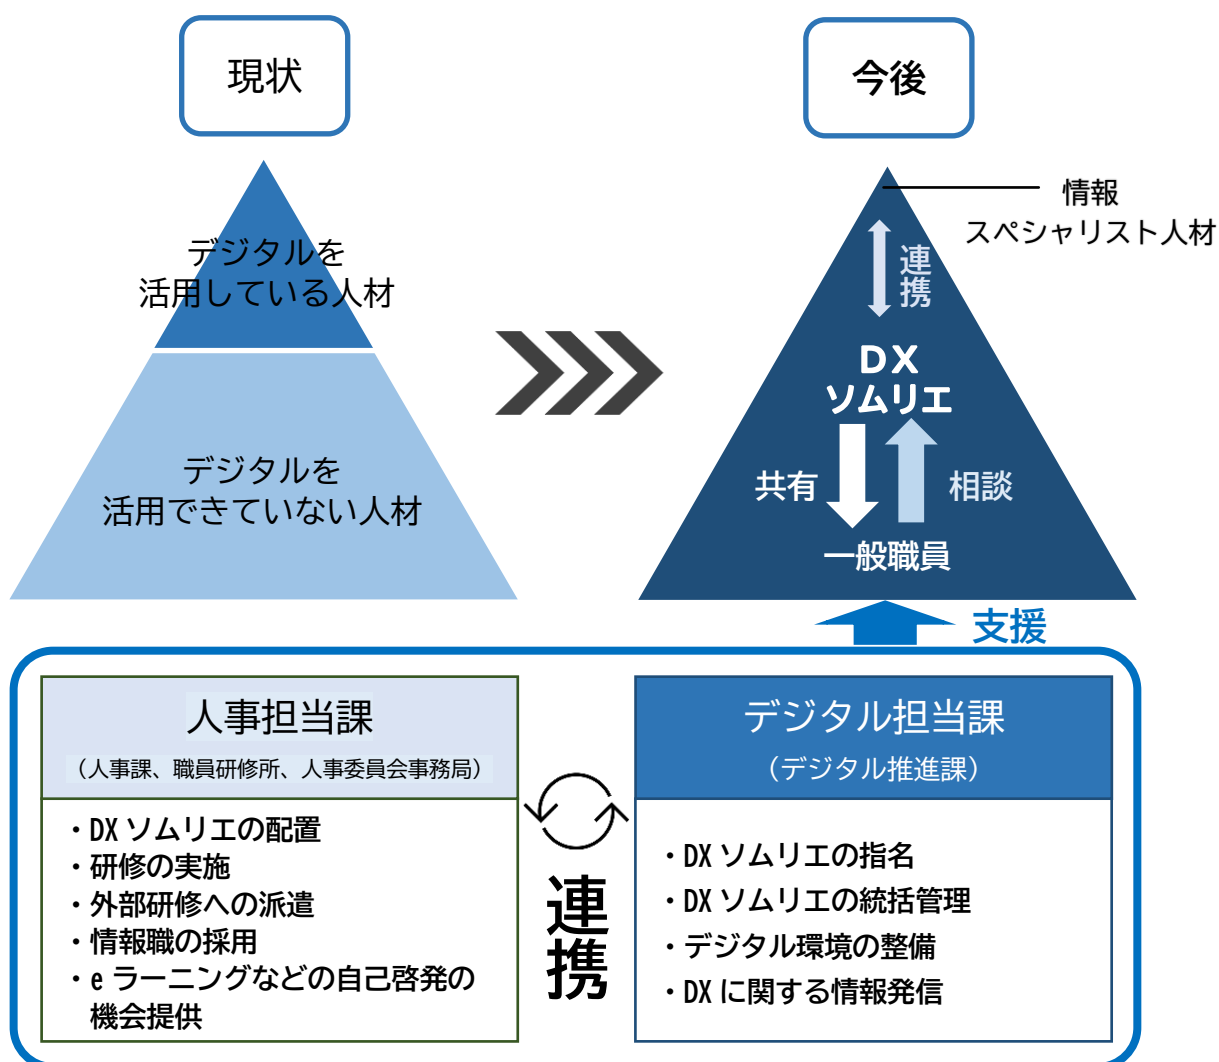 現状
デジタルを
活用している人材
デジタルを
活用できていない人材
今後
情報
スペシャリスト人材
連携
DX
ソムリエ
共有
相談
一般職員
支援
人事担当課
（人事課、職員研修所、人事委員会事務局）
・DX ソムリエの配置
・研修の実施
・外部研修への派遣
・情報職の採用
・e ラーニングなどの自己啓発の
機会提供
連携
デジタル担当課
（デジタル推進課）
・DX ソムリエの指名
・DX ソムリエの統括管理
・デジタル環境の整備
・DX に関する情報発信